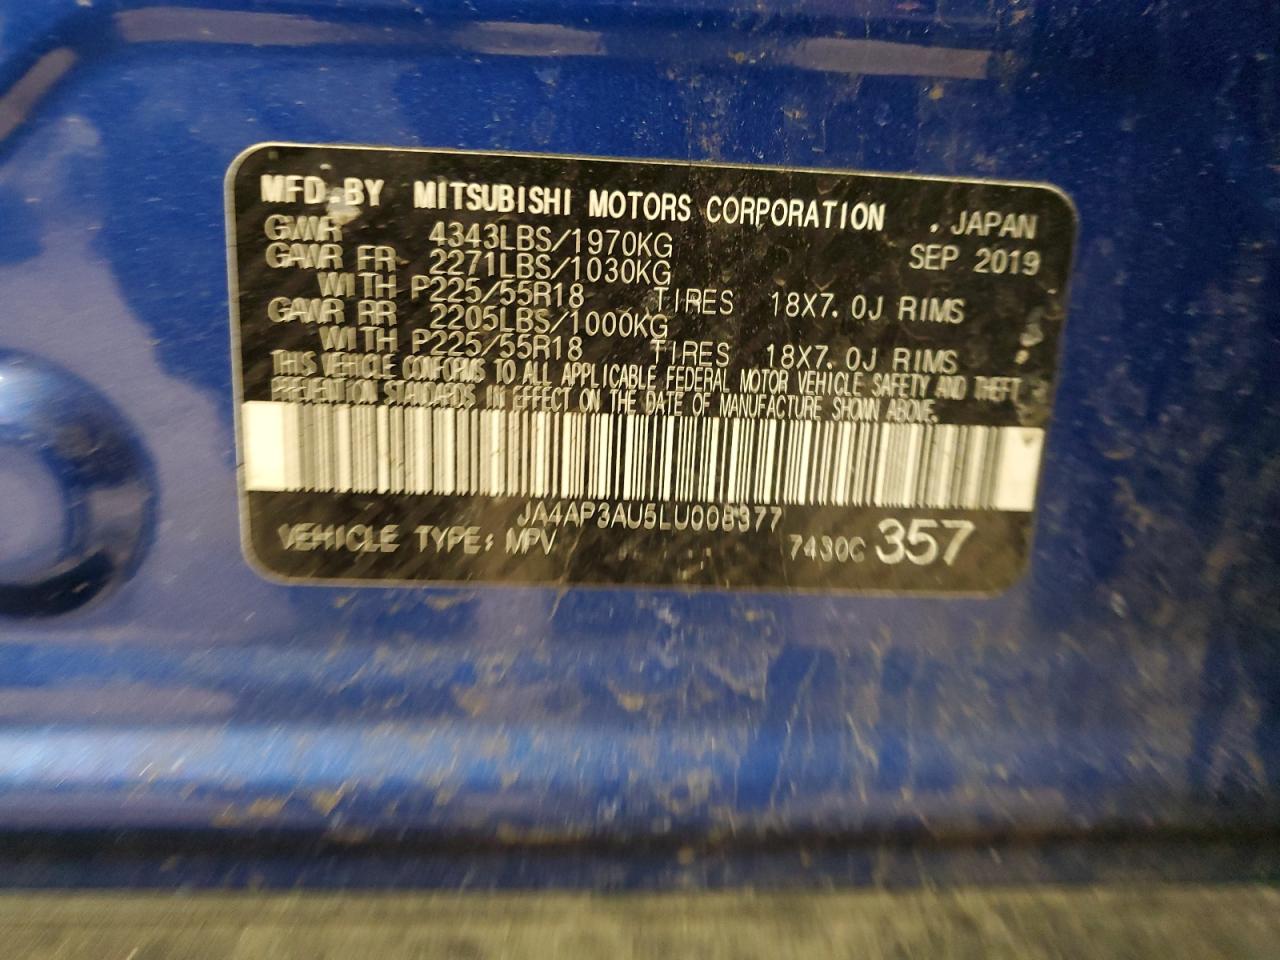 MFD.BY MITSUBISHI MOTORS CORPORATION . JAPAN
GVWR 4343LBS/1970KG SEP 2019
GAWR FR 2271LBS/1030KG
WITH P225/55R18 TIRES 18X7.0J RIMS
GAWR RR 2205LBS/1000KG
WITH P225/55R18 TIRES 18X7.0J RIMS
THIS VEHICLE CONFORMS TO ALL APPLICABLE FEDERAL MOTOR VEHICLE SAFETY AND THEFT
PREVENTION STANDARDS IN EFFECT ON THE DATE OF MANUFACTURE SHOWN ABOVE.
JA4AP3AU5LU008377
VEHICLE TYPE: MPV 7430C 357